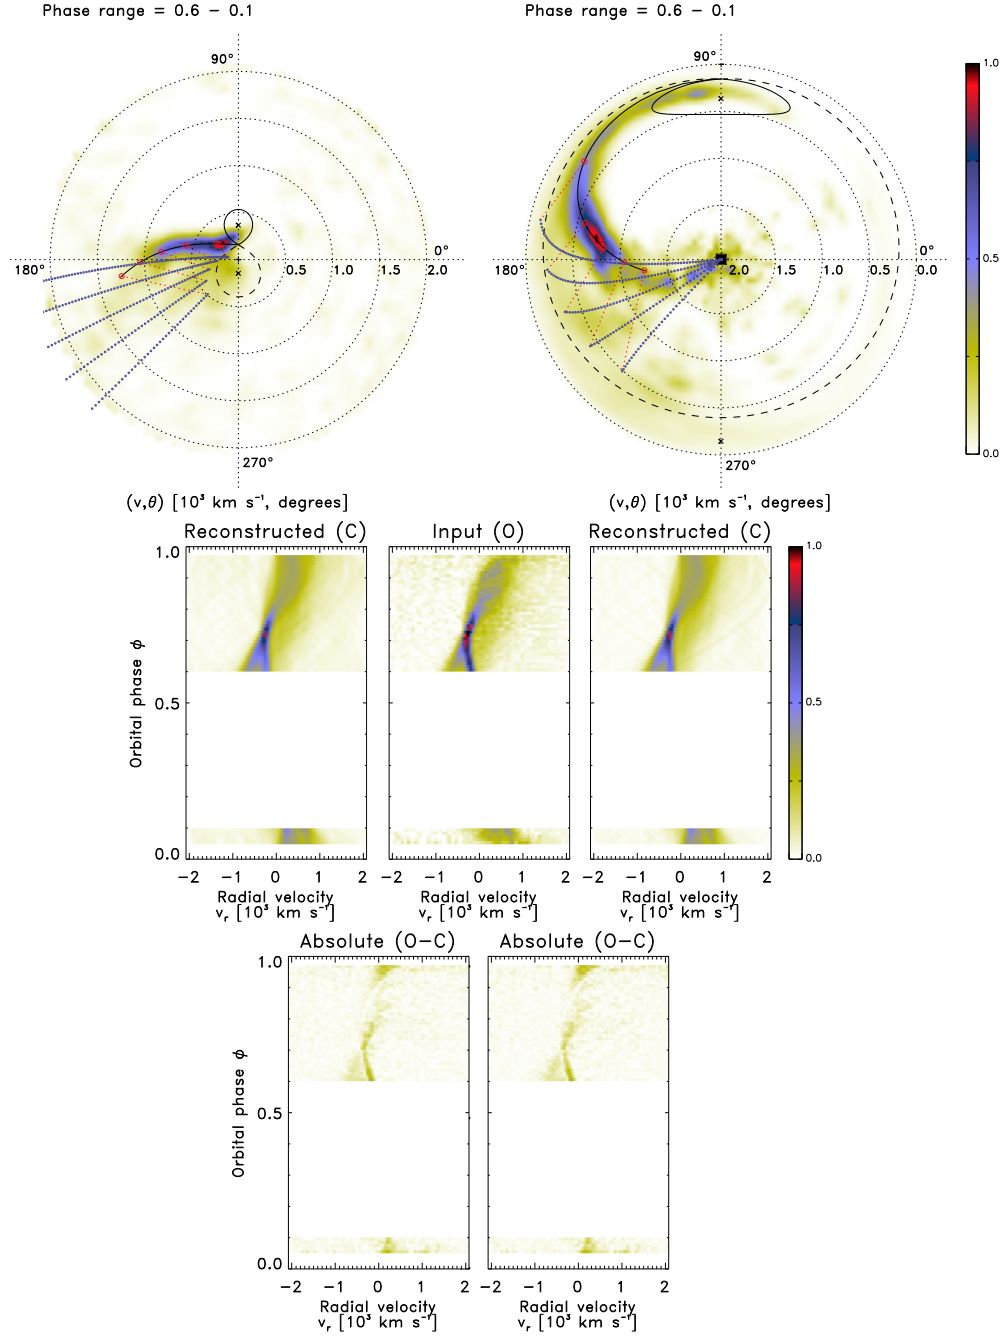 Phase range = 0.6 – 0.1
Phase range = 0.6 – 0.1
90°
90°
1.0
180°
0°
0.5
1.0
1.5
2.0
180°
0°
2.0
1.5
1.0
0.5
0.0
0.5
270°
270°
0.0
(v,θ) [10³ km s⁻¹, degrees]
(v,θ) [10³ km s⁻¹, degrees]
Reconstructed (C)
Input (O)
Reconstructed (C)
1.0
0.5
0.0
Orbital phase ϕ
1.0
0.5
0.0
−2 −1 0 1 2
−2 −1 0 1 2
−2 −1 0 1 2
Radial velocity
vᵣ [10³ km s⁻¹]
Radial velocity
vᵣ [10³ km s⁻¹]
Radial velocity
vᵣ [10³ km s⁻¹]
Absolute (O−C)
Absolute (O−C)
1.0
0.5
0.0
Orbital phase ϕ
−2 −1 0 1 2
−2 −1 0 1 2
Radial velocity
vᵣ [10³ km s⁻¹]
Radial velocity
vᵣ [10³ km s⁻¹]